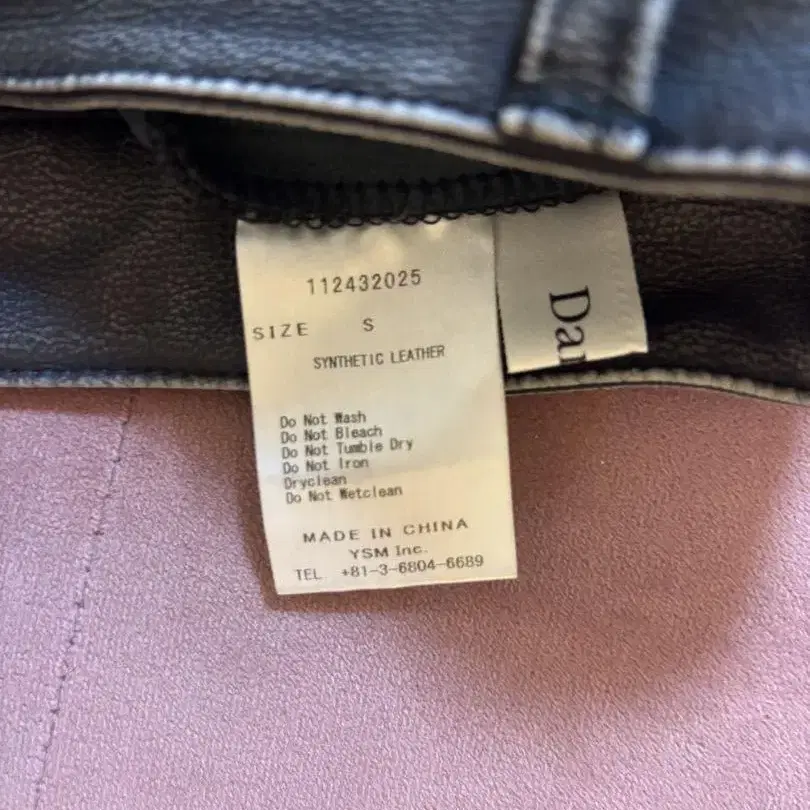 112432025
SIZE S
SYNTHETIC LEATHER
Do Not Wash
Do Not Bleach
Do Not Tumble Dry
Do Not Iron
Dryclean
Do Not Wetclean
MADE IN CHINA
YSM Inc.
TEL +81-3-6804-6689
Dar